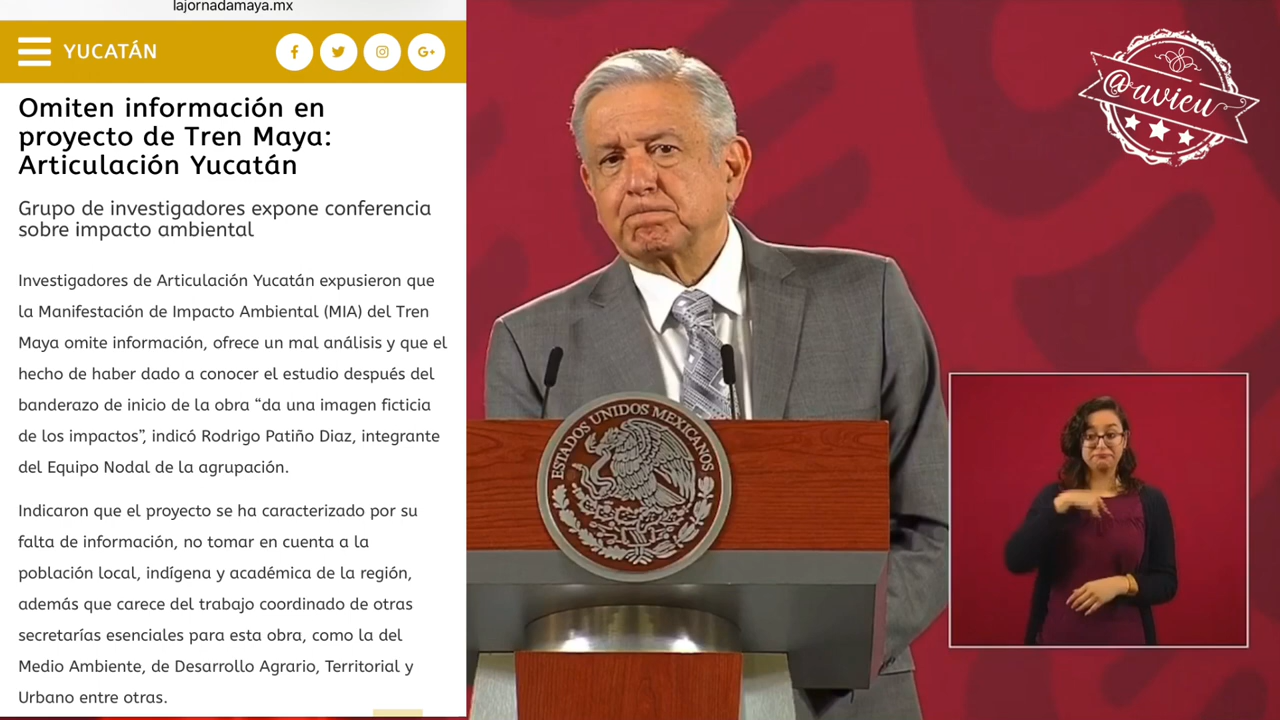 lajornadamaya.mx
YUCATÁN
Omiten información en
proyecto de Tren Maya:
Articulación Yucatán
Grupo de investigadores expone conferencia
sobre impacto ambiental
Investigadores de Articulación Yucatán expusieron que
la Manifestación de Impacto Ambiental (MIA) del Tren
Maya omite información, ofrece un mal análisis y que el
hecho de haber dado a conocer el estudio después del
banderazo de inicio de la obra “da una imagen ficticia
de los impactos”, indicó Rodrigo Patiño Diaz, integrante
del Equipo Nodal de la agrupación.
Indicaron que el proyecto se ha caracterizado por su
falta de información, no tomar en cuenta a la
población local, indígena y académica de la región,
además que carece del trabajo coordinado de otras
secretarías esenciales para esta obra, como la del
Medio Ambiente, de Desarrollo Agrario, Territorial y
Urbano entre otras.
ESTADOS UNIDOS MEXICANOS
@avieu